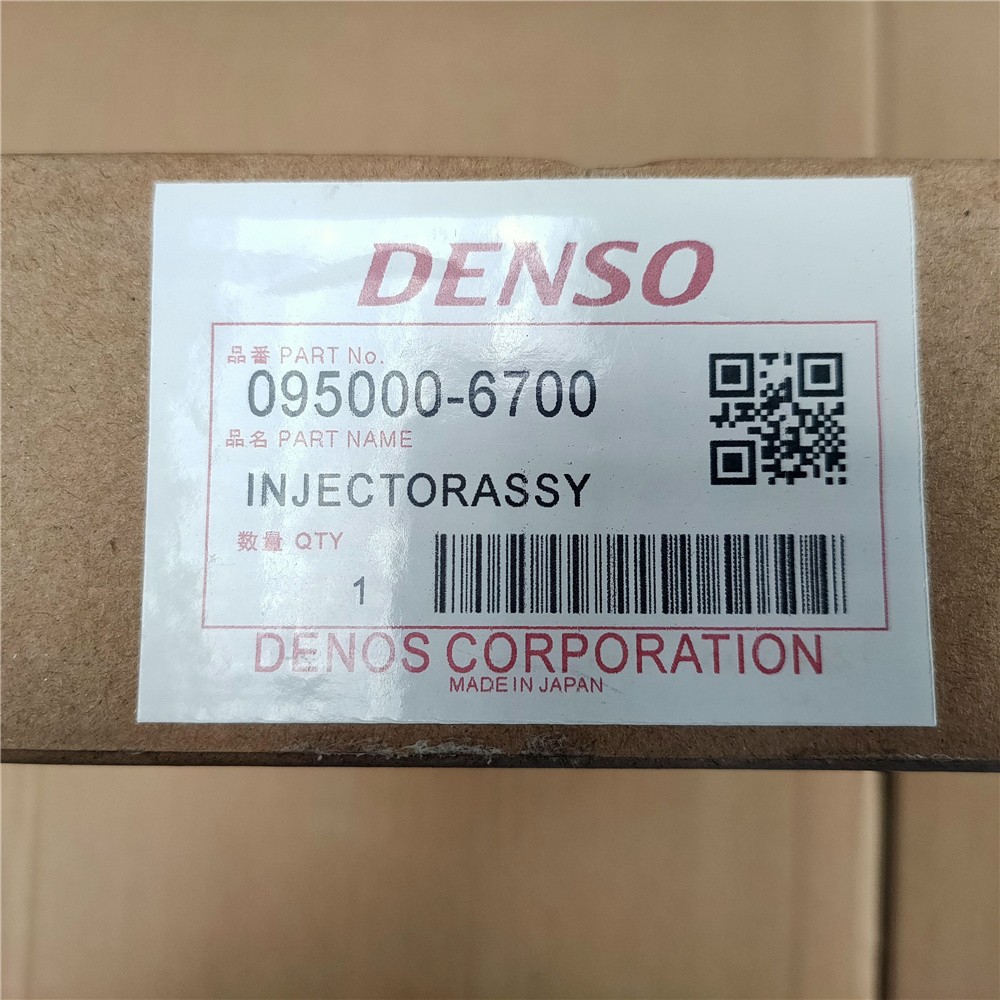 DENSO
品番 PART No.
095000-6700
品名 PART NAME
INJECTORASSY
数量 QTY
1
DENOS CORPORATION
MADE IN JAPAN